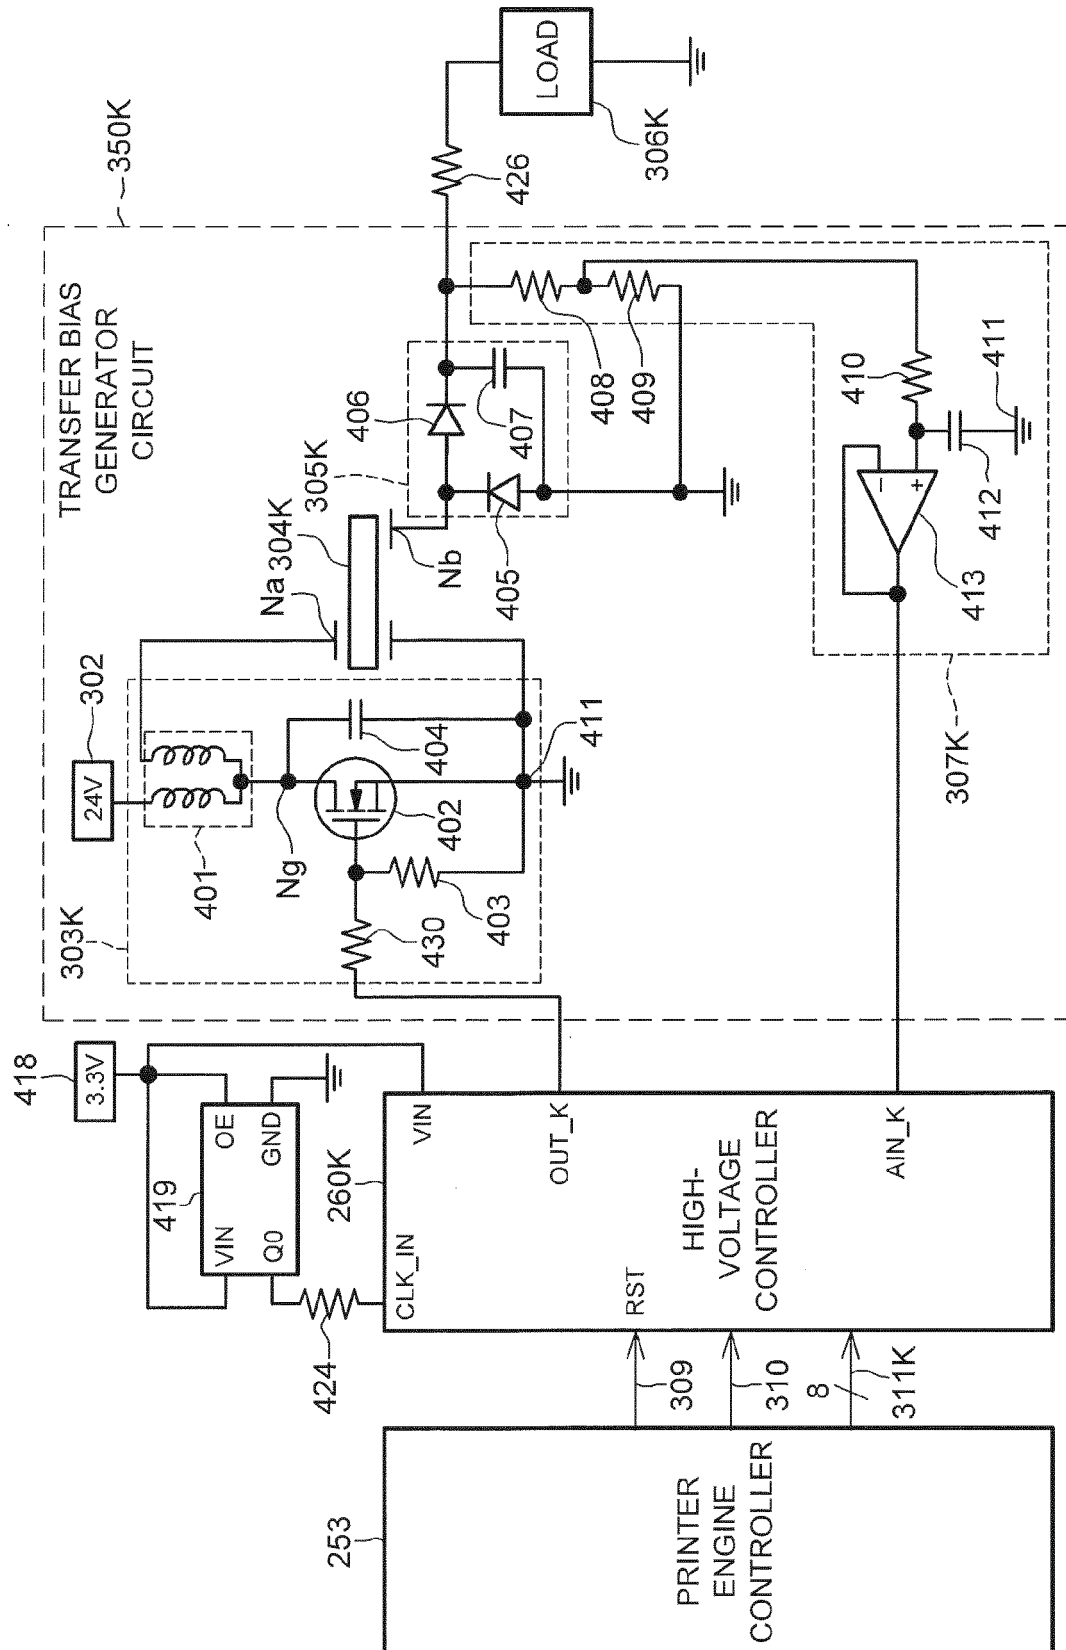 253
PRINTER
ENGINE
CONTROLLER
309
310
8
311K
424
CLK_IN
RST
HIGH-
VOLTAGE
CONTROLLER
260K
VIN
OUT_K
AIN_K
419
VIN
OE
Q0
GND
418
3.3V
TRANSFER BIAS
GENERATOR
CIRCUIT
350K
303K
401
302
24V
Ng
430
403
402
404
411
Na
304K
Nb
305K
405
406
407
408
409
410
411
412
413
307K
426
LOAD
306K